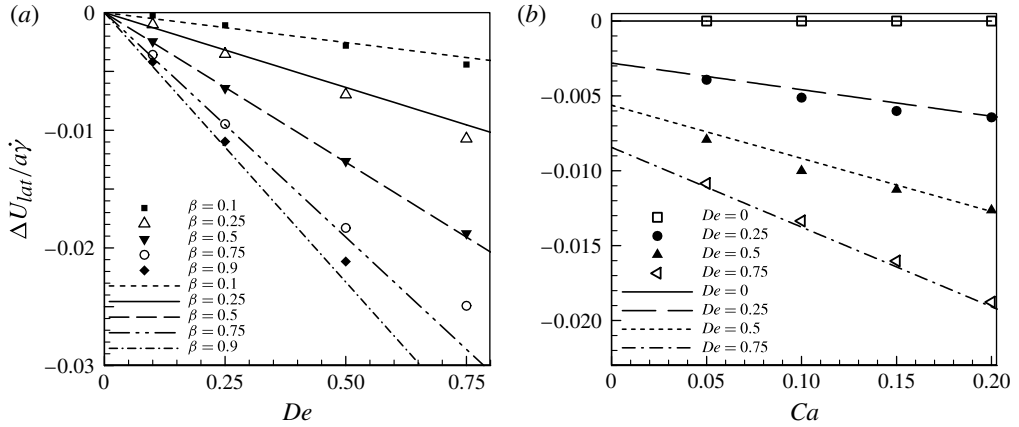 (a)
0
−0.01
−0.02
−0.03
ΔU_lat/aγ̇
β = 0.1
β = 0.25
β = 0.5
β = 0.75
β = 0.9
β = 0.1
β = 0.25
β = 0.5
β = 0.75
β = 0.9
0 0.25 0.50 0.75
De
(b)
0
−0.005
−0.010
−0.015
−0.020
De = 0
De = 0.25
De = 0.5
De = 0.75
De = 0
De = 0.25
De = 0.5
De = 0.75
0 0.05 0.10 0.15 0.20
Ca